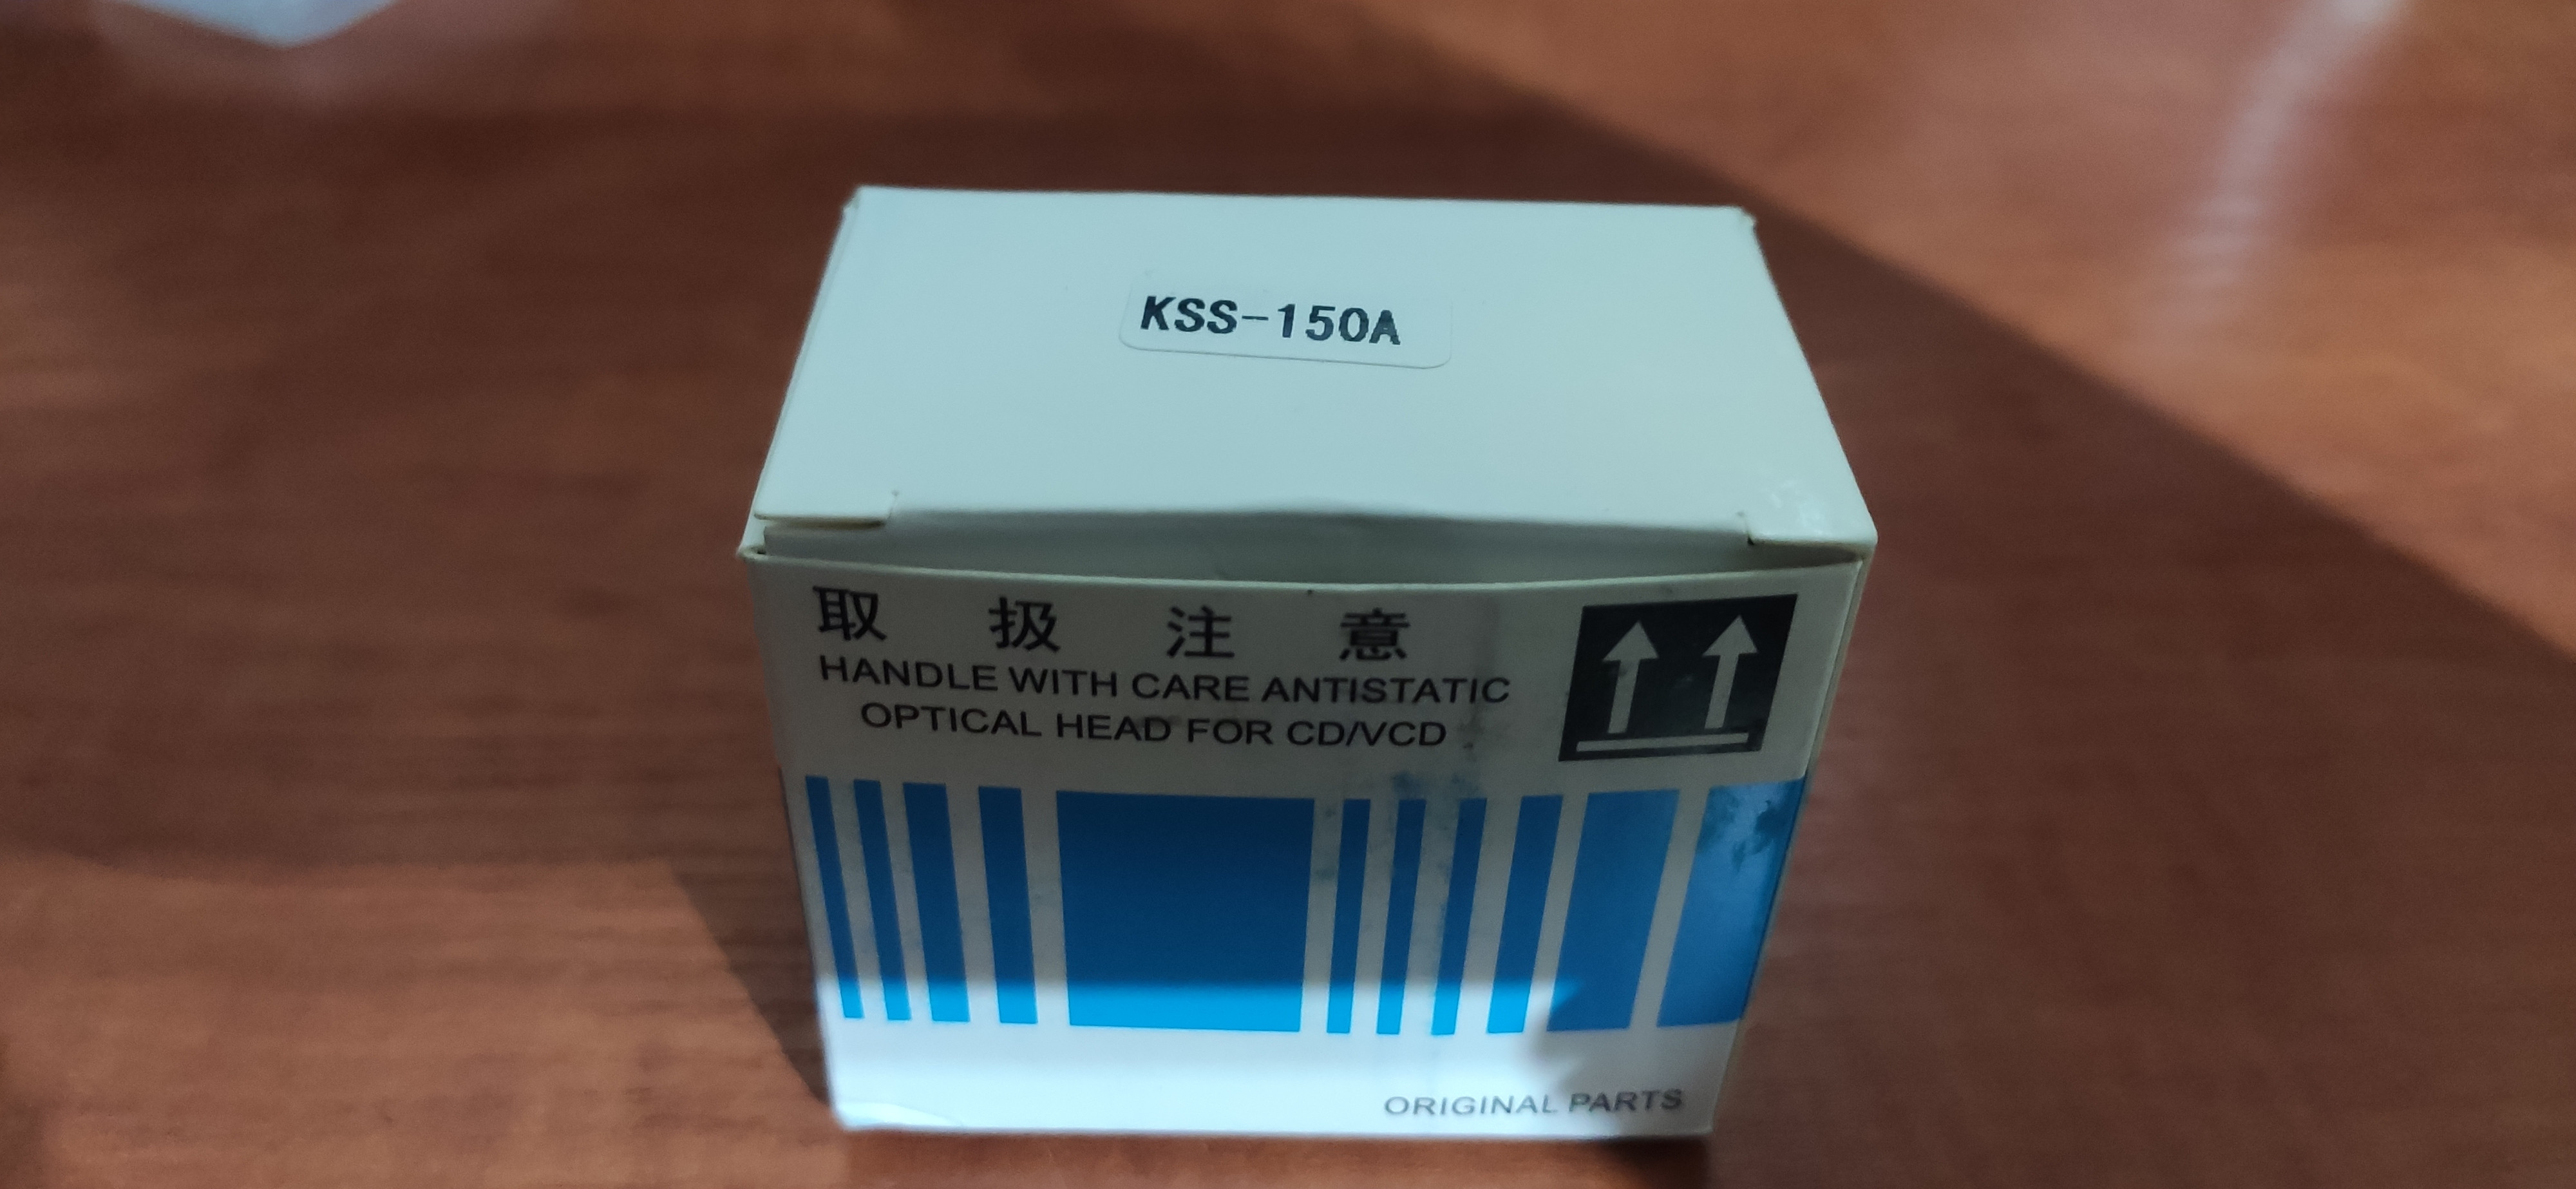 KSS-150A
取 扱 注 意
HANDLE WITH CARE ANTISTATIC
OPTICAL HEAD FOR CD/VCD
ORIGINAL PARTS